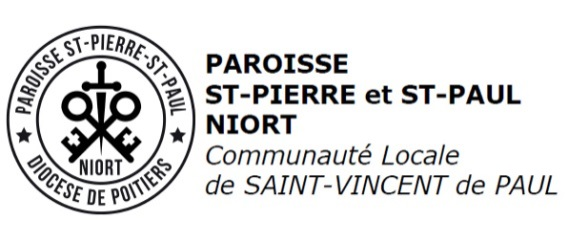 PAROISSE ST-PIERRE-ST-PAUL
NIORT
DIOCÈSE DE POITIERS
PAROISSE
ST-PIERRE et ST-PAUL
NIORT
Communauté Locale
de SAINT-VINCENT de PAUL